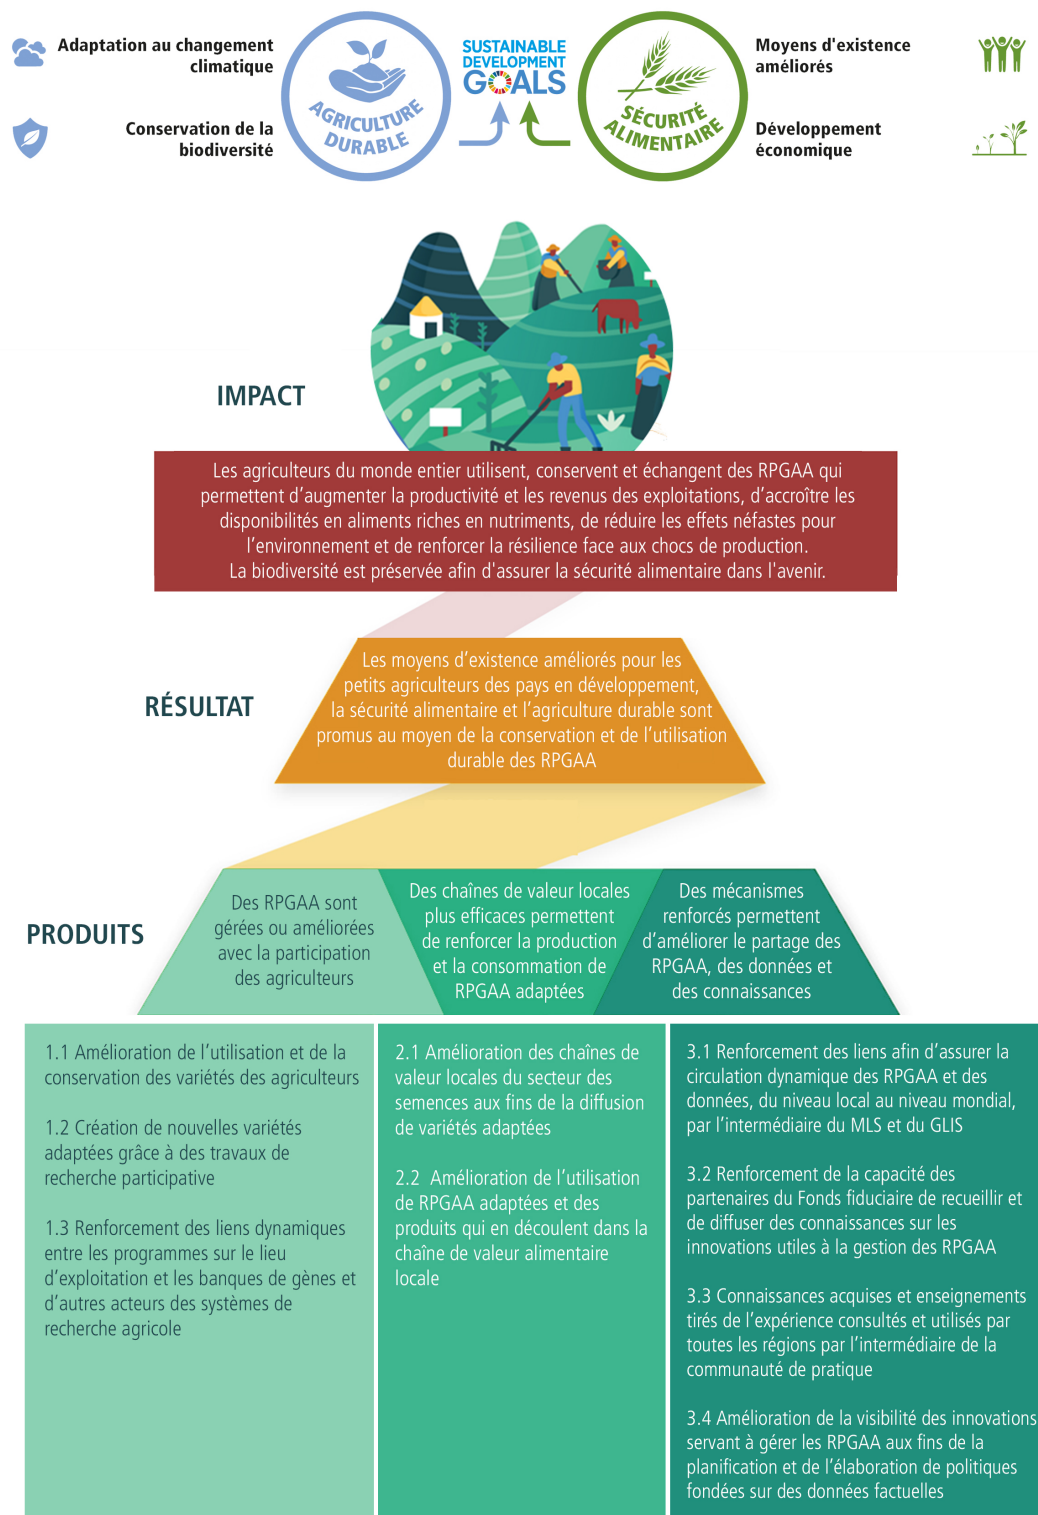 Adaptation au changement
climatique
Conservation de la
biodiversité
AGRICULTURE
DURABLE
SUSTAINABLE
DEVELOPMENT
GOALS
SÉCURITÉ
ALIMENTAIRE
Moyens d'existence
améliorés
Développement
économique
IMPACT
Les agriculteurs du monde entier utilisent, conservent et échangent des RPGAA qui
permettent d’augmenter la productivité et les revenus des exploitations, d’accroître les
disponibilités en aliments riches en nutriments, de réduire les effets néfastes pour
l’environnement et de renforcer la résilience face aux chocs de production.
La biodiversité est préservée afin d'assurer la sécurité alimentaire dans l'avenir.
RÉSULTAT
Les moyens d’existence améliorés pour les
petits agriculteurs des pays en développement,
la sécurité alimentaire et l’agriculture durable sont
promus au moyen de la conservation et de l’utilisation
durable des RPGAA
PRODUITS
Des RPGAA sont
gérées ou améliorées
avec la participation
des agriculteurs
Des chaînes de valeur locales
plus efficaces permettent
de renforcer la production
et la consommation de
RPGAA adaptées
Des mécanismes
renforcés permettent
d’améliorer le partage des
RPGAA, des données et
des connaissances
1.1 Amélioration de l’utilisation et de la
conservation des variétés des agriculteurs
1.2 Création de nouvelles variétés
adaptées grâce à des travaux de
recherche participative
1.3 Renforcement des liens dynamiques
entre les programmes sur le lieu
d’exploitation et les banques de gènes et
d’autres acteurs des systèmes de
recherche agricole
2.1 Amélioration des chaînes de
valeur locales du secteur des
semences aux fins de la diffusion
de variétés adaptées
2.2 Amélioration de l’utilisation
de RPGAA adaptées et des
produits qui en découlent dans la
chaîne de valeur alimentaire
locale
3.1 Renforcement des liens afin d’assurer la
circulation dynamique des RPGAA et des
données, du niveau local au niveau mondial,
par l’intermédiaire du MLS et du GLIS
3.2 Renforcement de la capacité des
partenaires du Fonds fiduciaire de recueillir et
de diffuser des connaissances sur les
innovations utiles à la gestion des RPGAA
3.3 Connaissances acquises et enseignements
tirés de l’expérience consultés et utilisés par
toutes les régions par l’intermédiaire de la
communauté de pratique
3.4 Amélioration de la visibilité des innovations
servant à gérer les RPGAA aux fins de la
planification et de l’élaboration de politiques
fondées sur des données factuelles